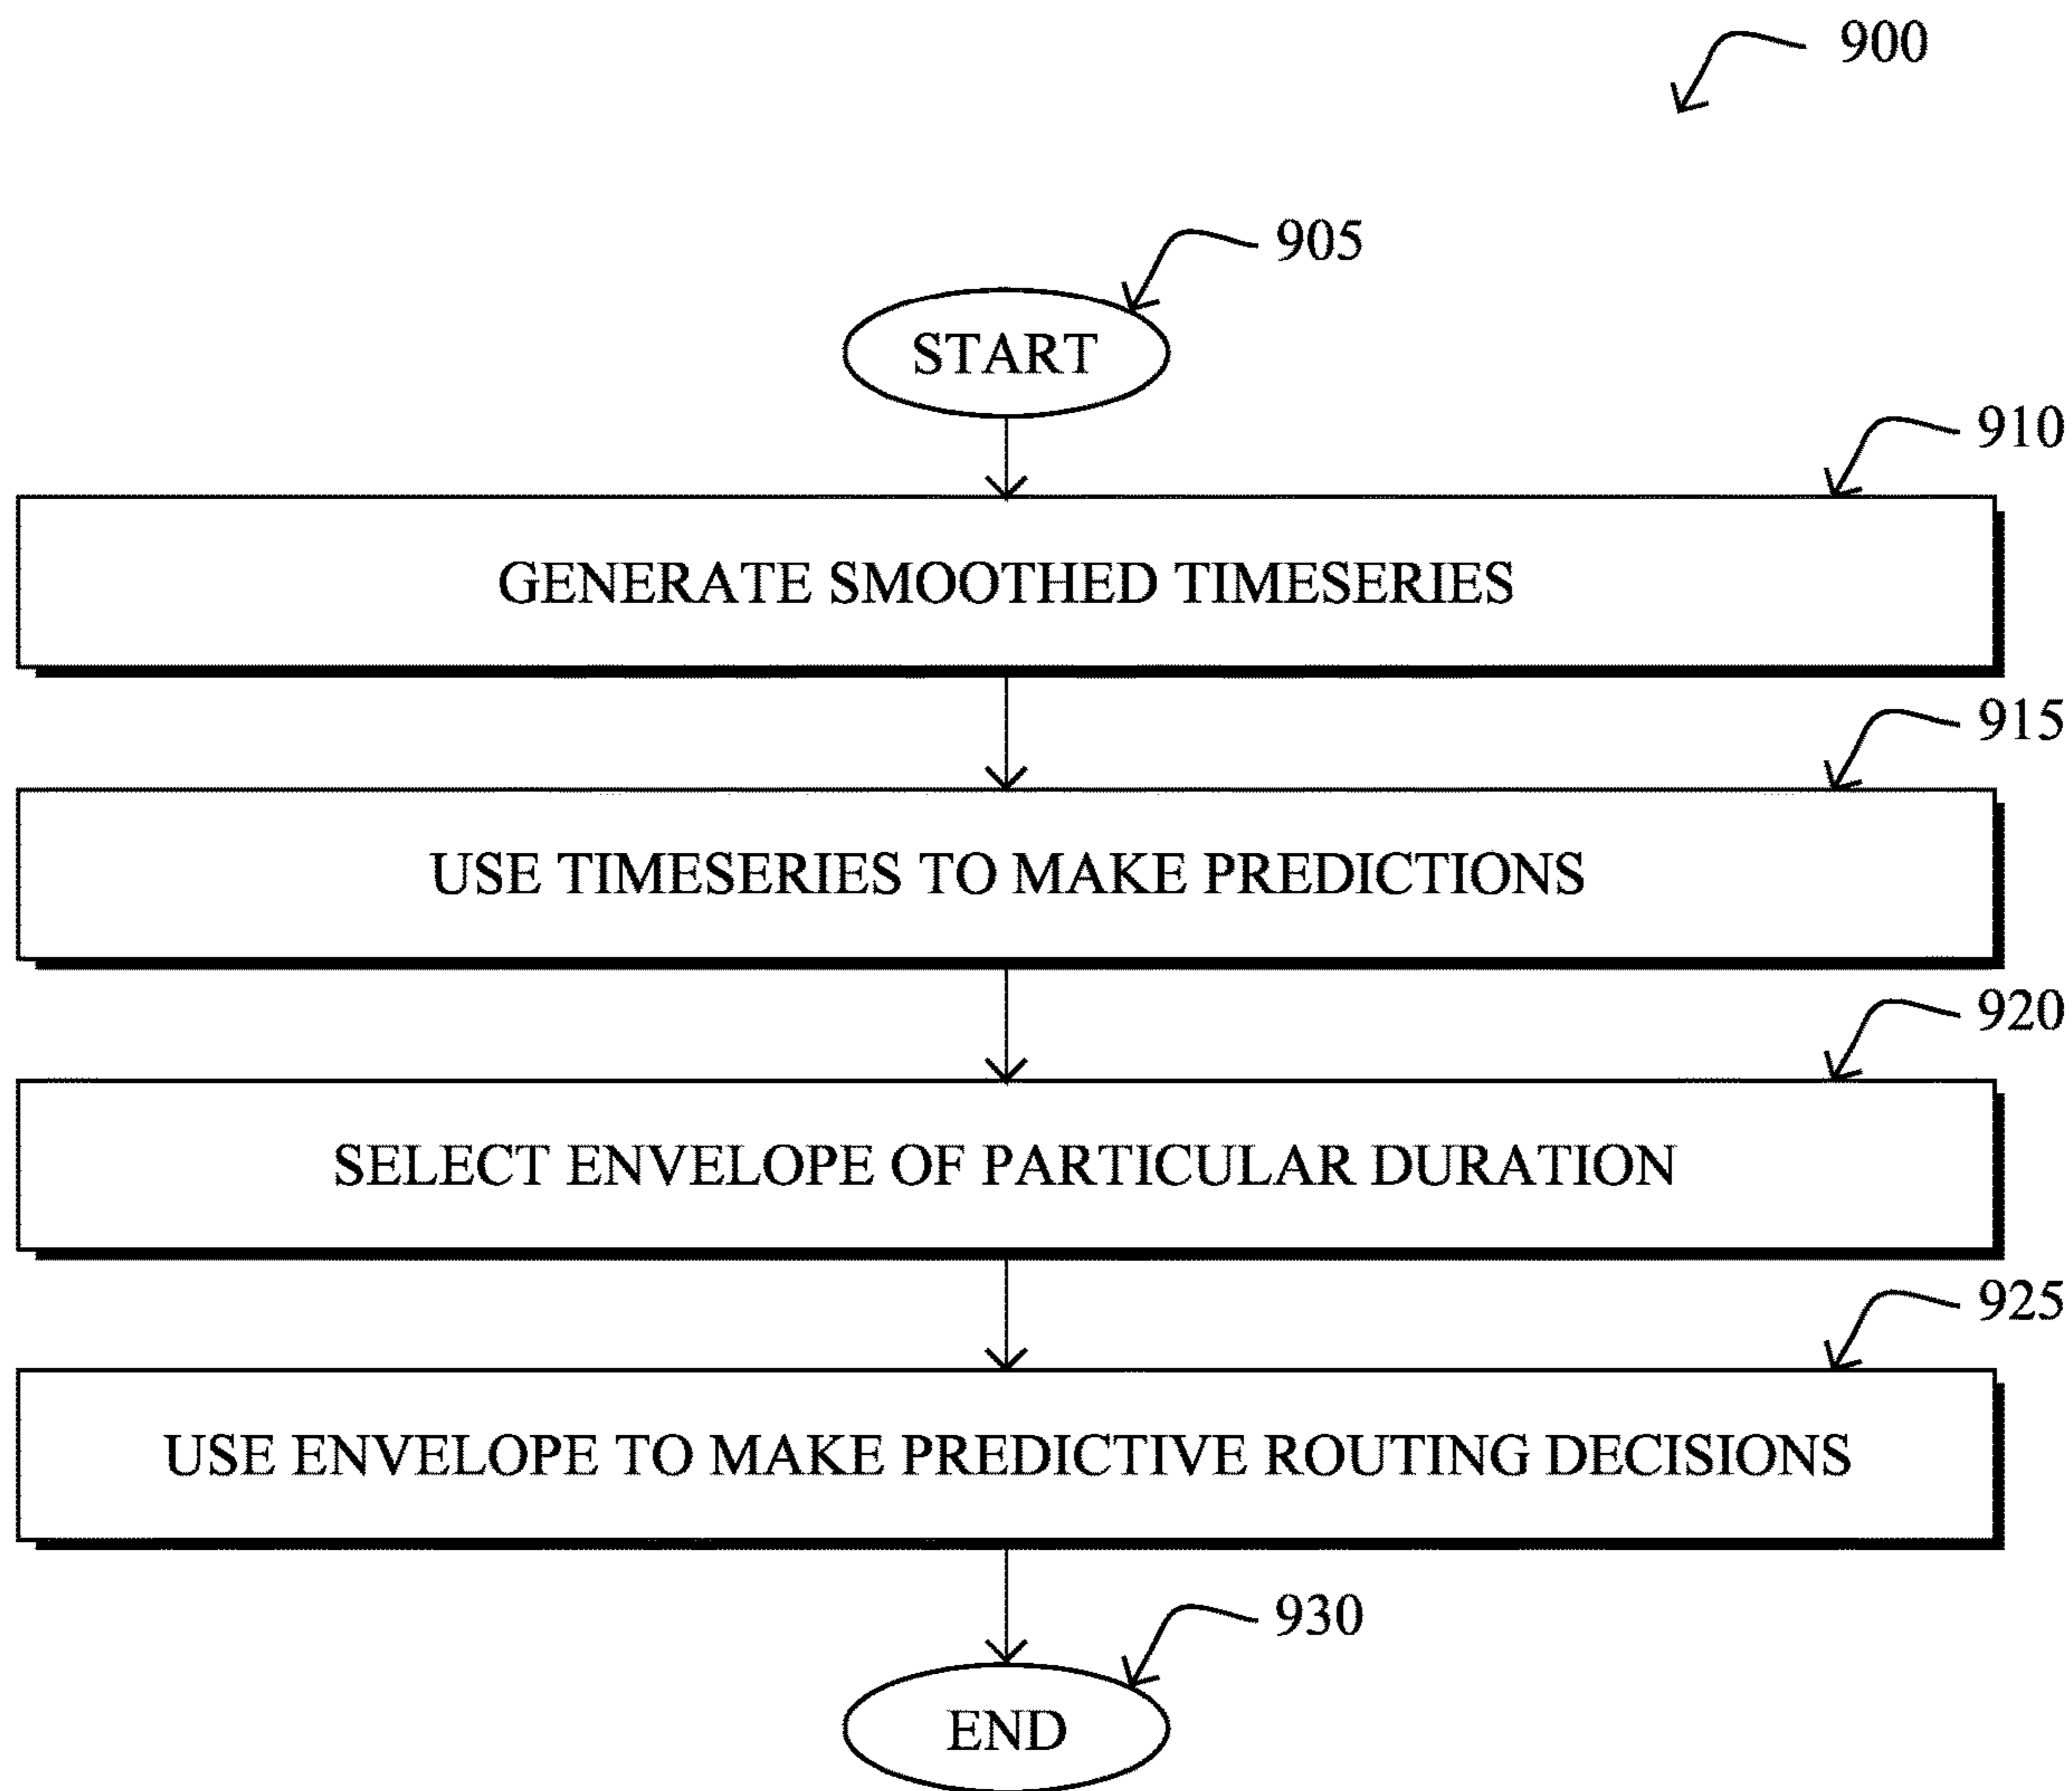 900
905
START
910
GENERATE SMOOTHED TIMESERIES
915
USE TIMESERIES TO MAKE PREDICTIONS
920
SELECT ENVELOPE OF PARTICULAR DURATION
925
USE ENVELOPE TO MAKE PREDICTIVE ROUTING DECISIONS
930
END